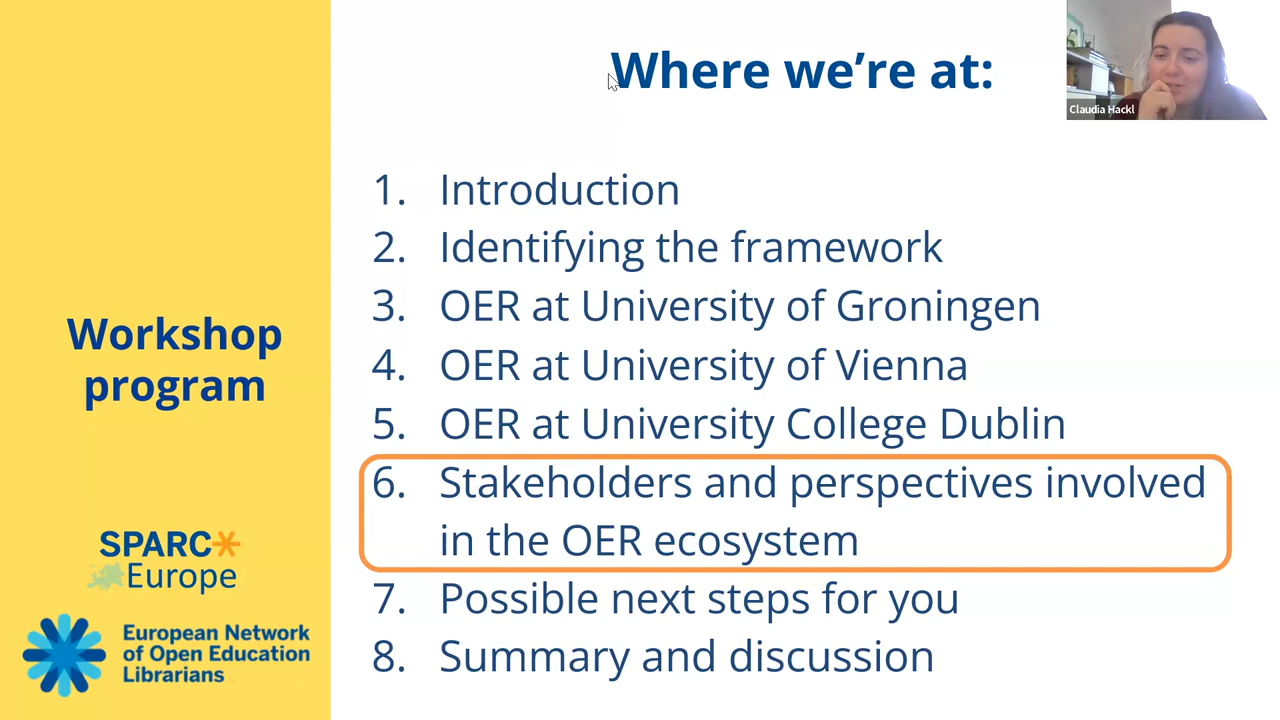 Where we're at:
Claudia Hackl
1. Introduction
2. Identifying the framework
3. OER at University of Groningen
4. OER at University of Vienna
5. OER at University College Dublin
6. Stakeholders and perspectives involved
in the OER ecosystem
7. Possible next steps for you
8. Summary and discussion
Workshop
program
SPARC
Europe
European Network
of Open Education
Librarians